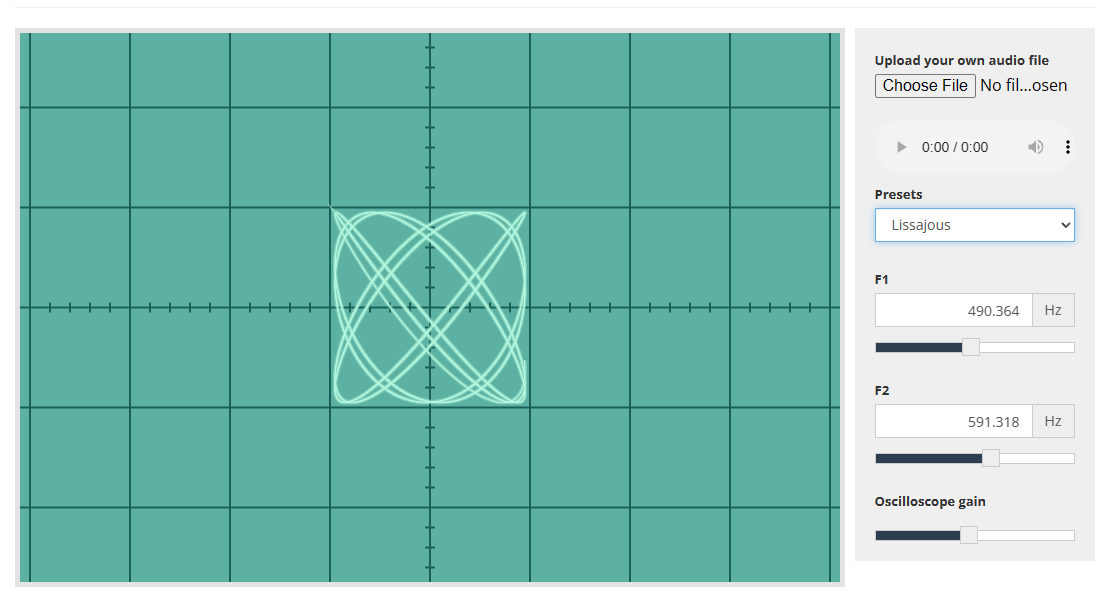 Upload your own audio file
Choose File No fil...osen
0:00 / 0:00
Presets
Lissajous
F1
490.364 Hz
F2
591.318 Hz
Oscilloscope gain